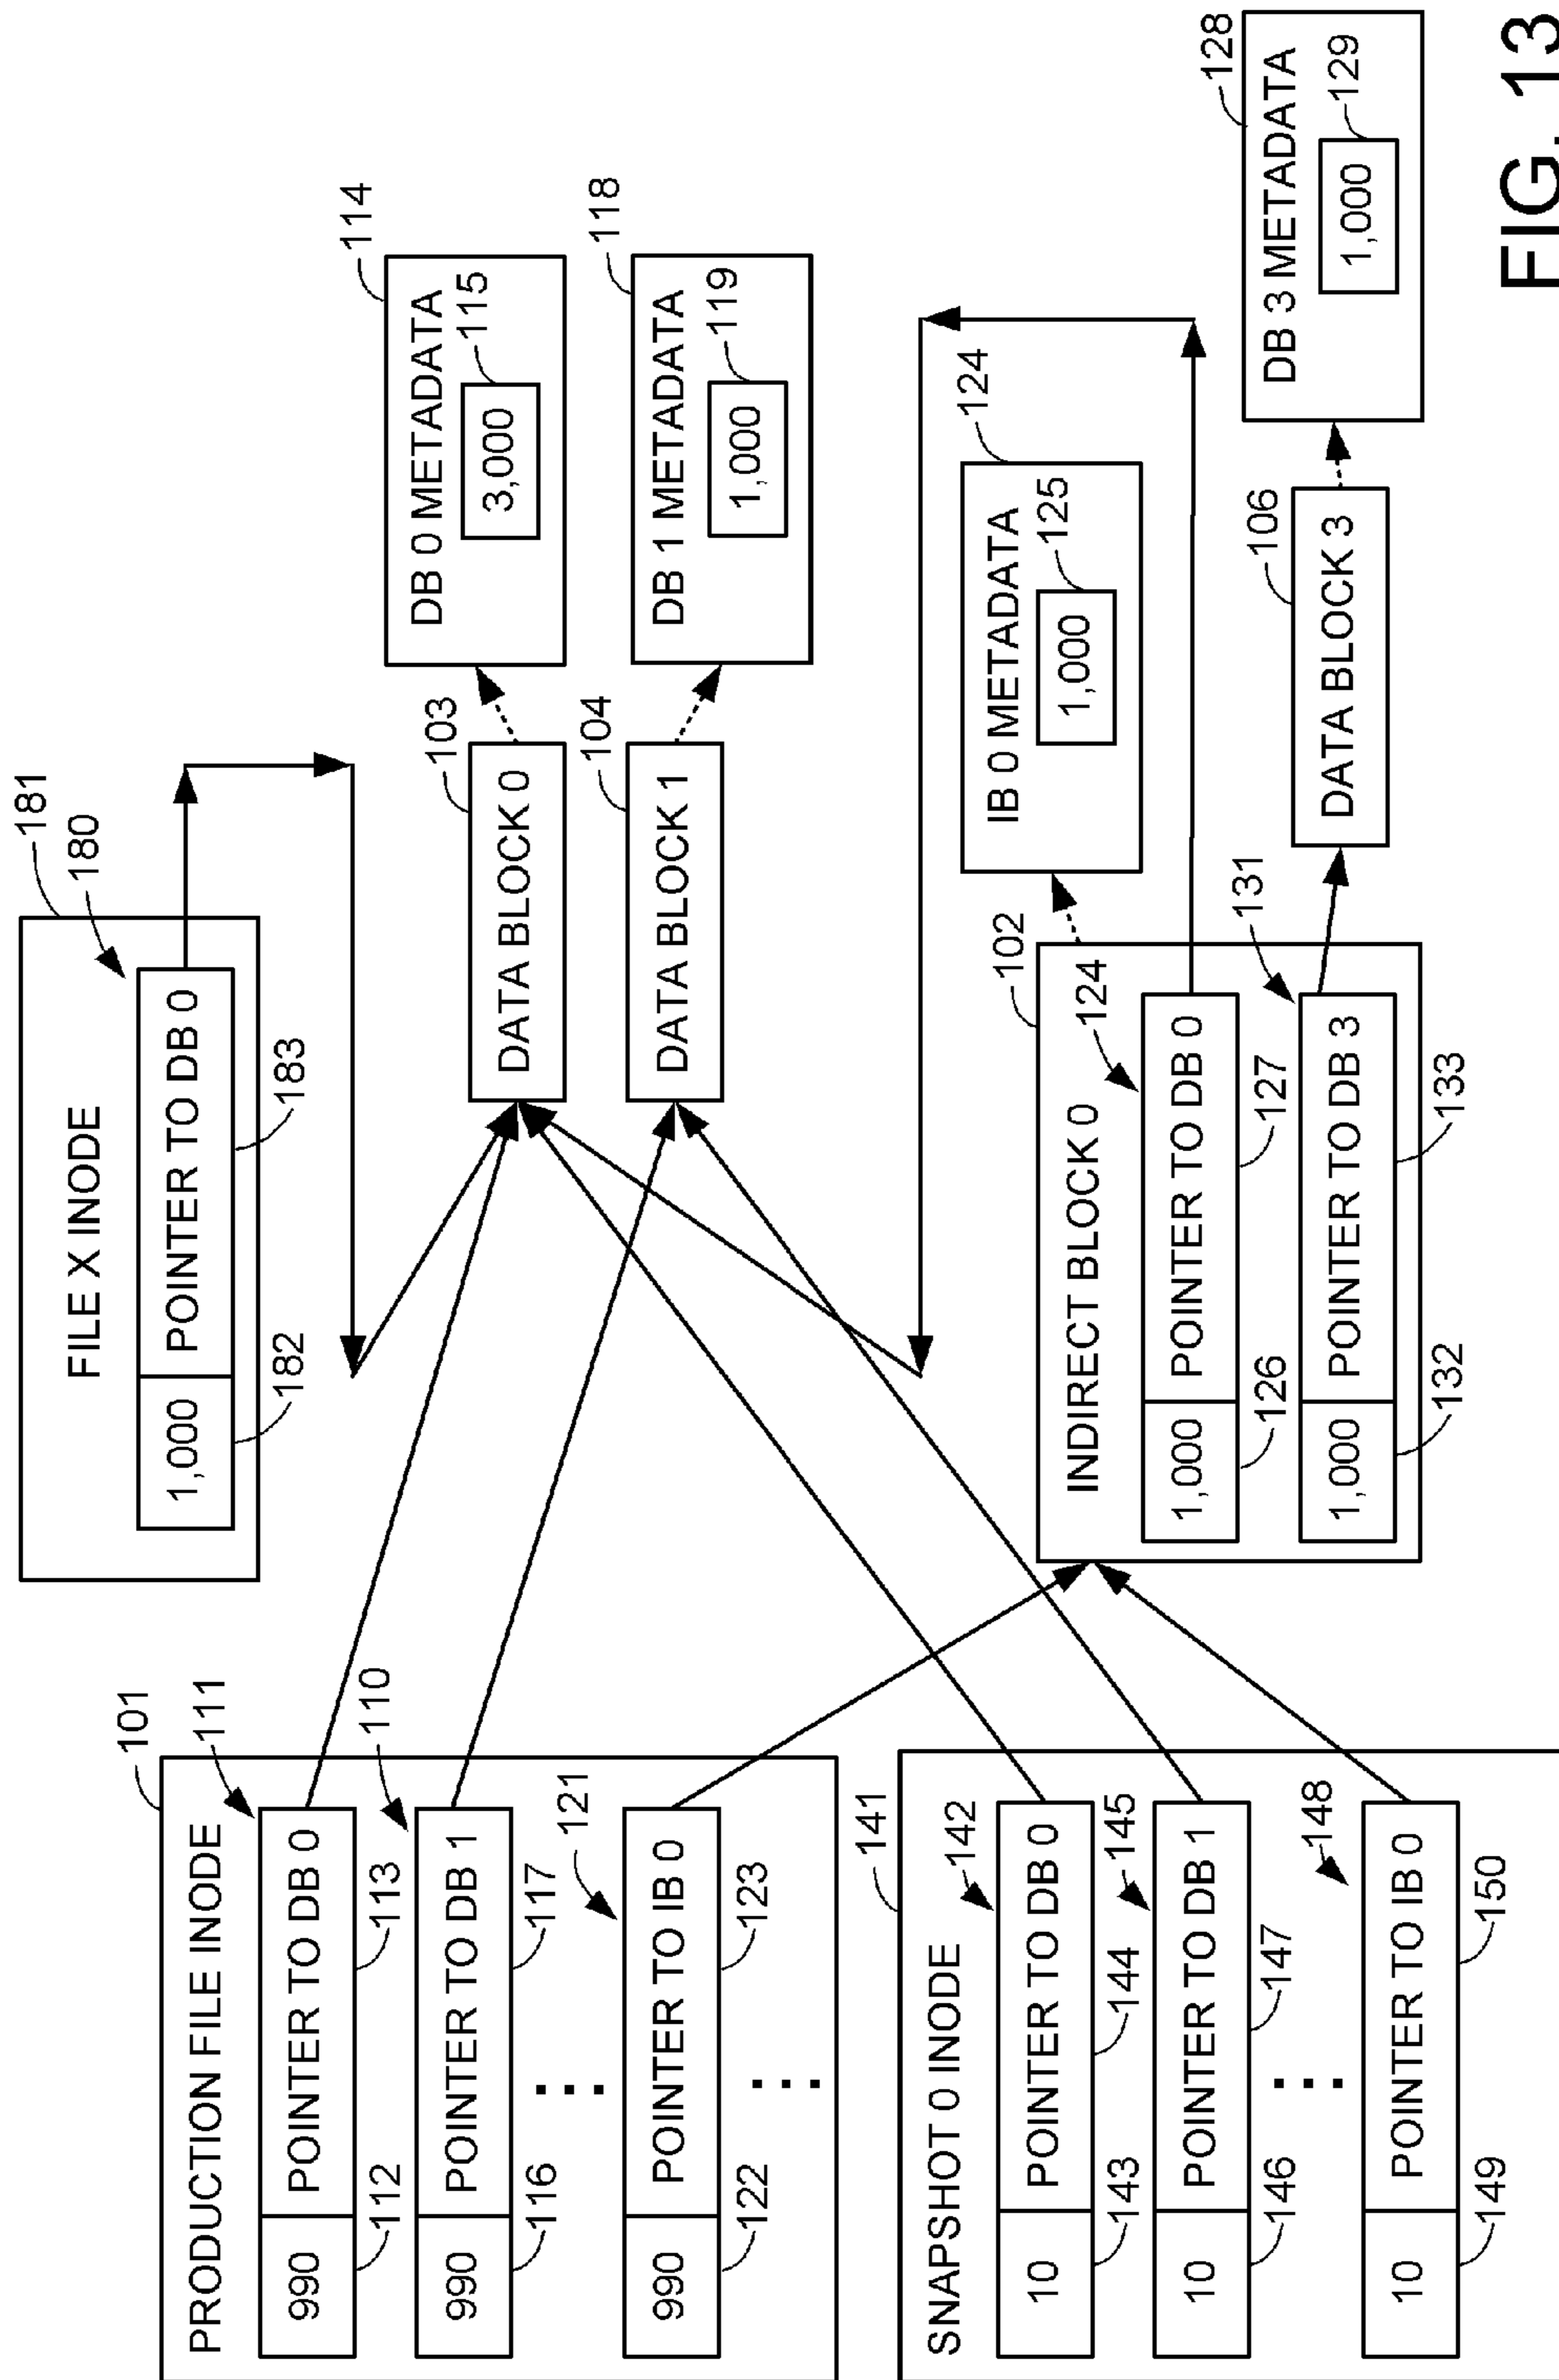 PRODUCTION FILE INODE
101
111
990
POINTER TO DB 0
112
113
110
990
POINTER TO DB 1
116
117
121
990
POINTER TO IB 0
122
123
SNAPSHOT 0 INODE
141
142
10
POINTER TO DB 0
143
144
145
10
POINTER TO DB 1
146
147
148
10
POINTER TO IB 0
149
150
FILE X INODE
181
180
1,000
POINTER TO DB 0
182
183
103
DATA BLOCK 0
104
DATA BLOCK 1
114
DB 0 METADATA
115
3,000
118
DB 1 METADATA
119
1,000
102
INDIRECT BLOCK 0
124
1,000
POINTER TO DB 0
126
127
131
1,000
POINTER TO DB 3
132
133
124
IB 0 METADATA
125
1,000
106
DATA BLOCK 3
128
DB 3 METADATA
129
1,000
FIG. 13